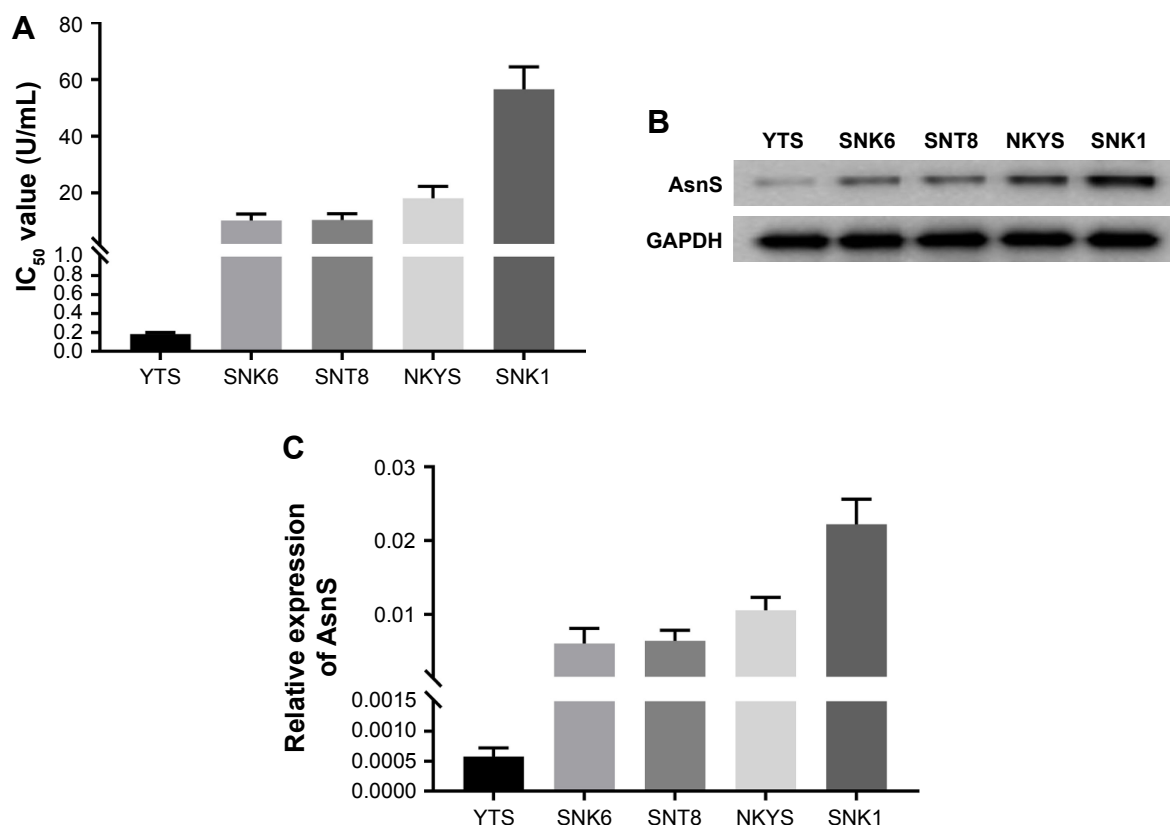 A
IC50 value (U/mL)
80
60
40
20
1.0
0.8
0.6
0.4
0.2
0.0
YTS SNK6 SNT8 NKYS SNK1
B
YTS SNK6 SNT8 NKYS SNK1
AsnS
GAPDH
C
Relative expression
of AsnS
0.03
0.02
0.01
0.0015
0.0010
0.0005
0.0000
YTS SNK6 SNT8 NKYS SNK1